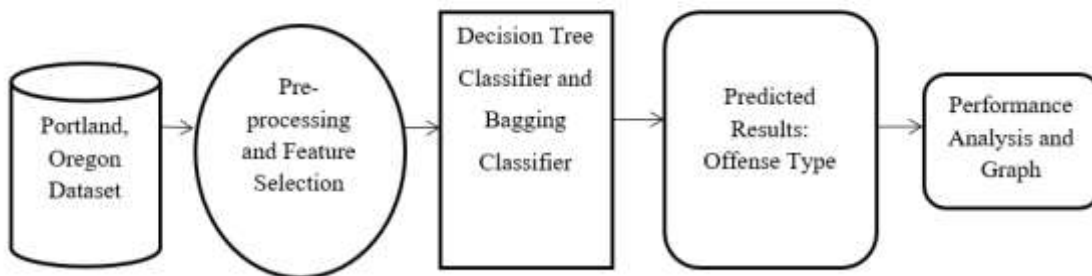 Portland,
Oregon
Dataset
Pre-
processing
and Feature
Selection
Decision Tree
Classifier and
Bagging
Classifier
Predicted
Results:
Offense Type
Performance
Analysis and
Graph